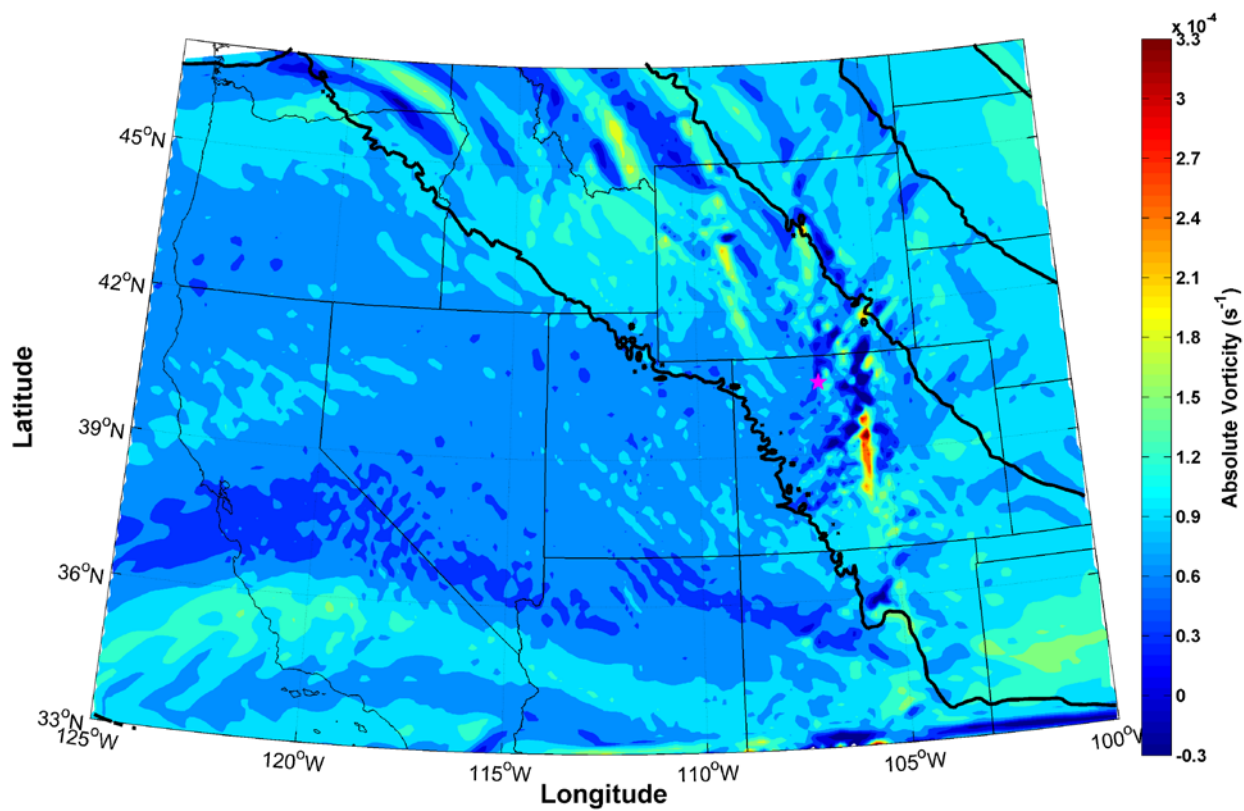 x 10⁻⁴
3.3
3
2.7
2.4
2.1
1.8
1.5
1.2
0.9
0.6
0.3
0
-0.3
Absolute Vorticity (s⁻¹)
Latitude
45°N
42°N
39°N
36°N
33°N
125°W
120°W
115°W
110°W
105°W
100°W
Longitude